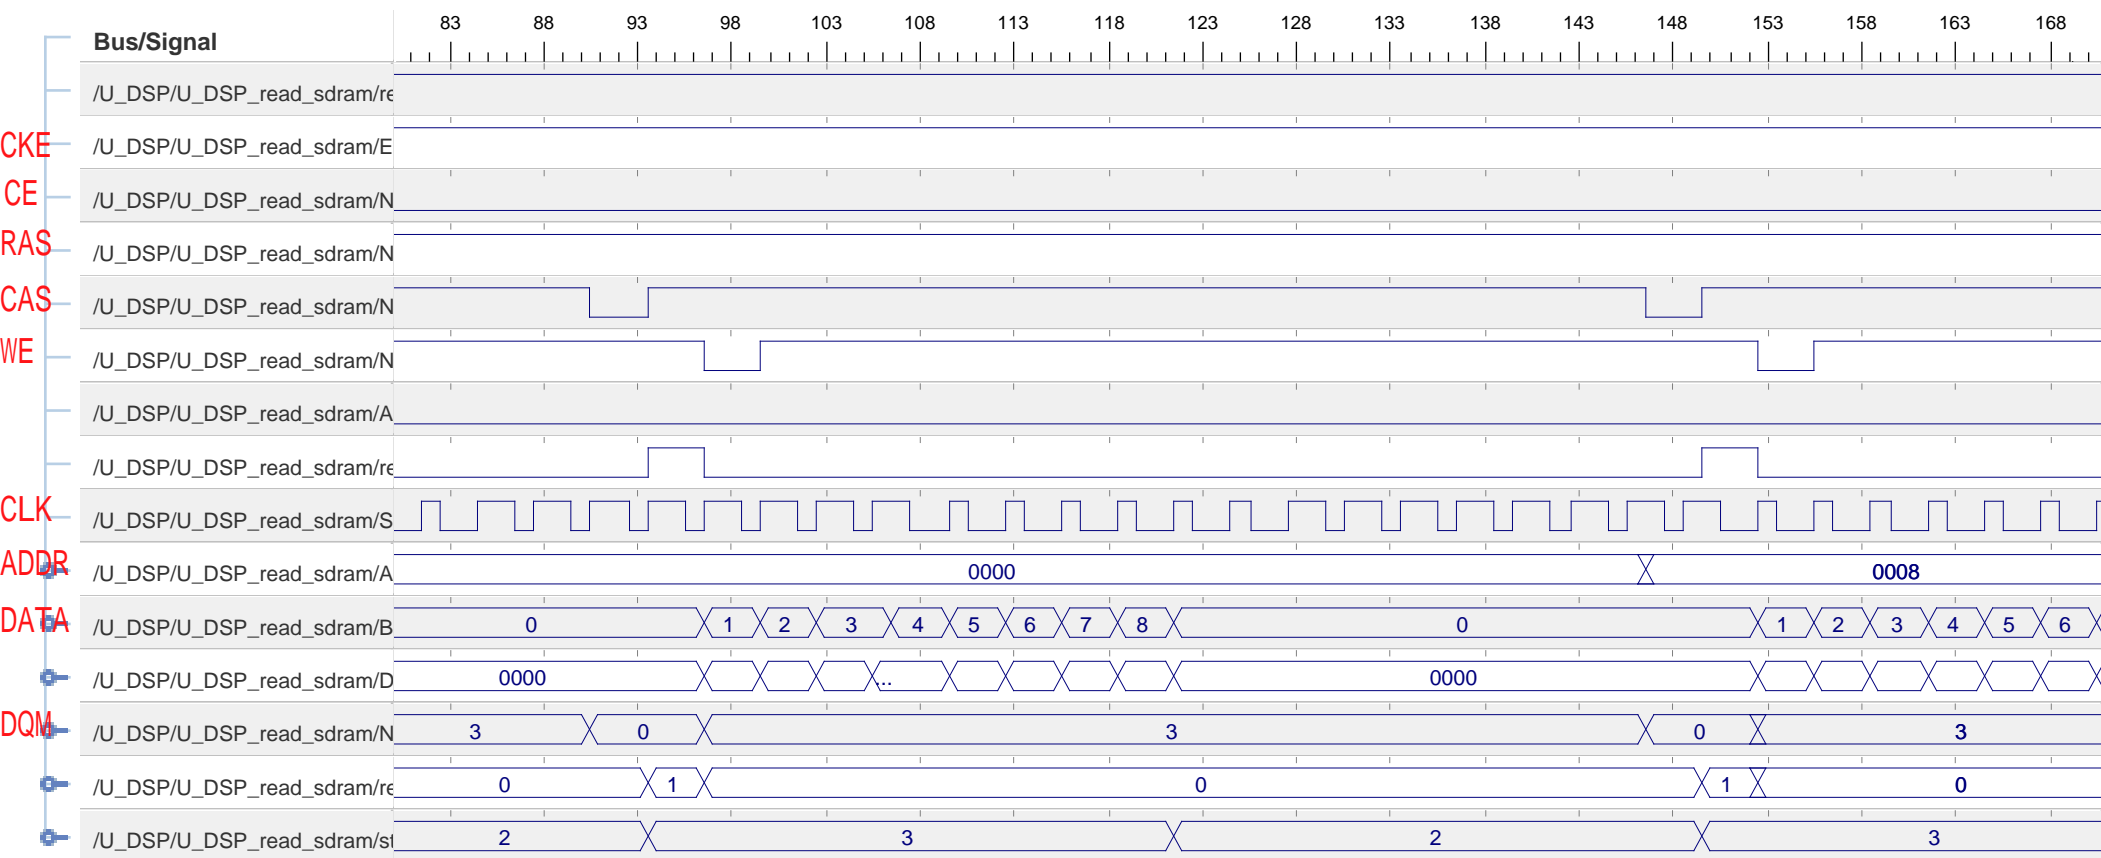 83 88 93 98 103 108 113 118 123 128 133 138 143 148 153 158 163 168
Bus/Signal
/U_DSP/U_DSP_read_sdram/re
CKE /U_DSP/U_DSP_read_sdram/E
CE /U_DSP/U_DSP_read_sdram/N
RAS /U_DSP/U_DSP_read_sdram/N
CAS /U_DSP/U_DSP_read_sdram/N
WE /U_DSP/U_DSP_read_sdram/N
/U_DSP/U_DSP_read_sdram/A
/U_DSP/U_DSP_read_sdram/re
CLK /U_DSP/U_DSP_read_sdram/S
ADDR /U_DSP/U_DSP_read_sdram/A 0000 0008
DATA /U_DSP/U_DSP_read_sdram/B 0 1 2 3 4 5 6 7 8 0 1 2 3 4 5 6
/U_DSP/U_DSP_read_sdram/D 0000 ... 0000
DQM /U_DSP/U_DSP_read_sdram/N 3 0 3 0 3
/U_DSP/U_DSP_read_sdram/re 0 1 0 1 0
/U_DSP/U_DSP_read_sdram/st 2 3 2 3